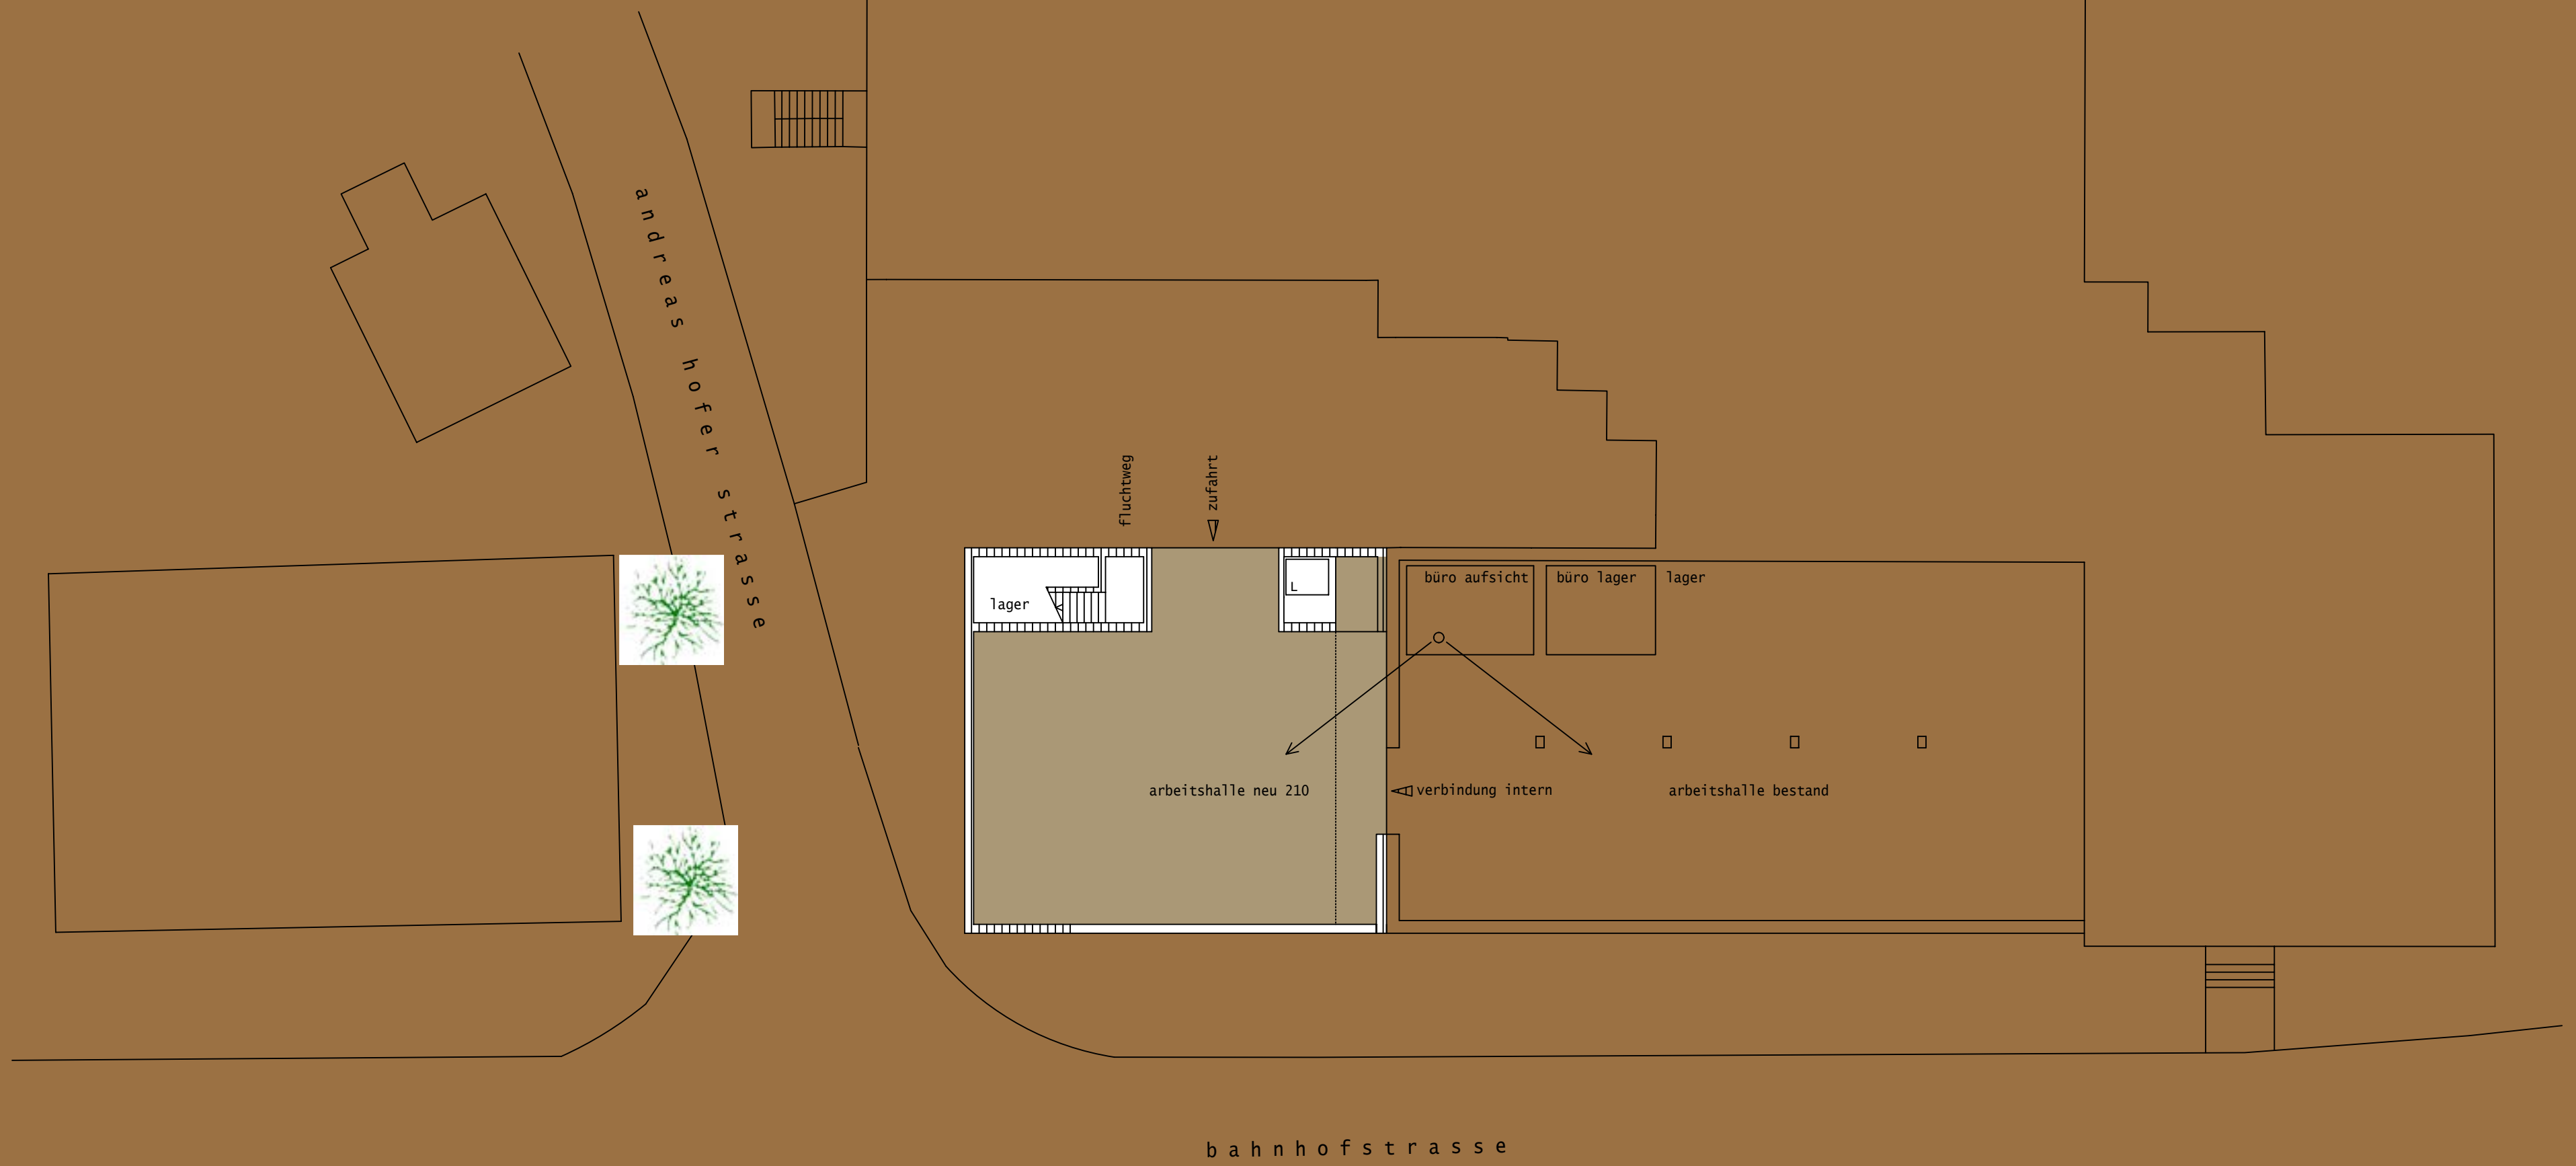 andreas hofer strasse
fluchtweg
zufahrt
lager
L
büro aufsicht
büro lager
lager
arbeitshalle neu 210
verbindung intern
arbeitshalle bestand
bahnhofstrasse